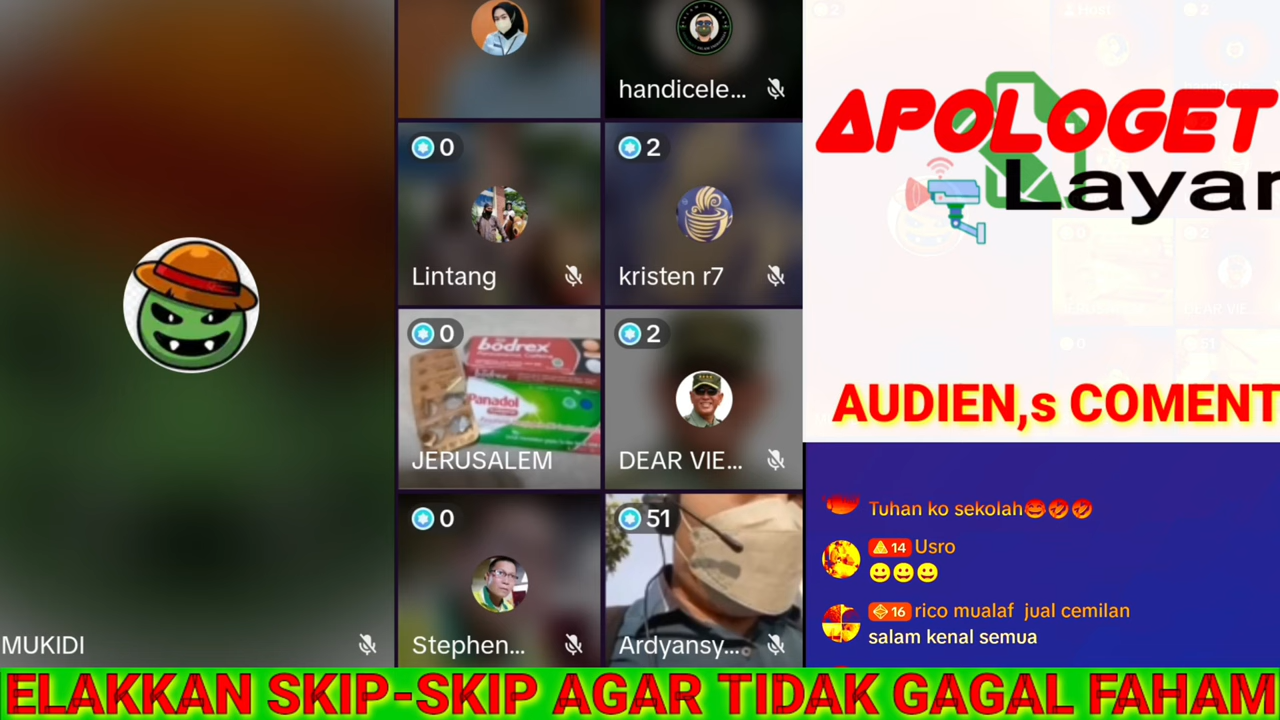 handicele...
0
2
Lintang
kristen r7
0
2
bodrex
Panadol
JERUSALEM
DEAR VIE...
0
51
Stephen...
Ardyansy...
MUKIDI
APOLOGET
Layar
AUDIEN,s COMENT
Tuhan ko sekolah😆🤣🤣
14 Usro
😀😀😀
16 rico mualaf jual cemilan
salam kenal semua
ELAKKAN SKIP-SKIP AGAR TIDAK GAGAL FAHAM